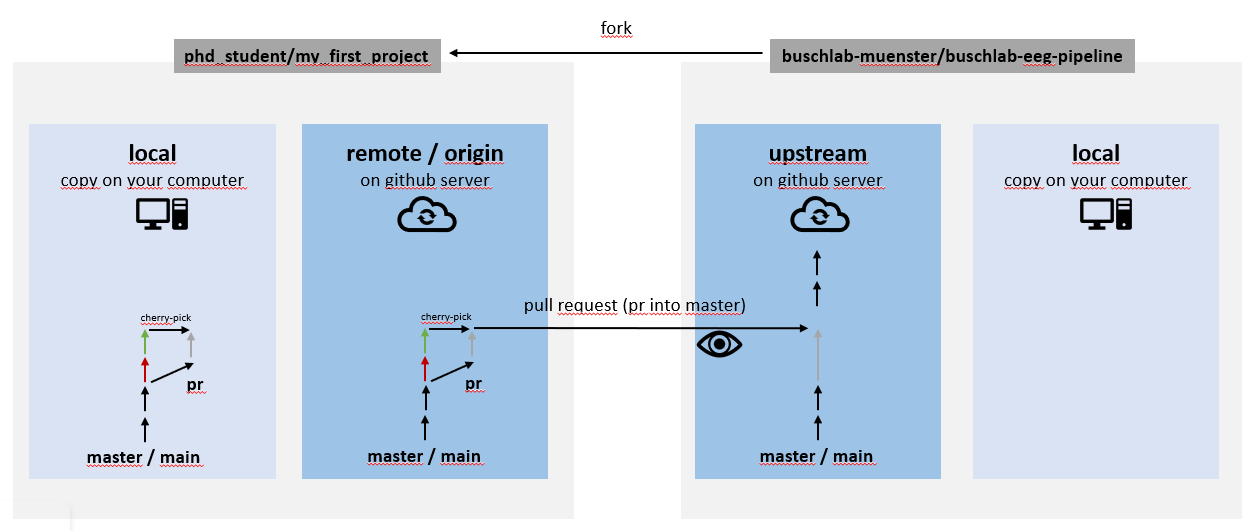 fork
phd_student/my_first_project
buschlab-muenster/buschlab-eeg-pipeline
local
copy on your computer
remote / origin
on github server
upstream
on github server
local
copy on your computer
pull request (pr into master)
cherry-pick
pr
master / main
cherry-pick
pr
master / main
master / main